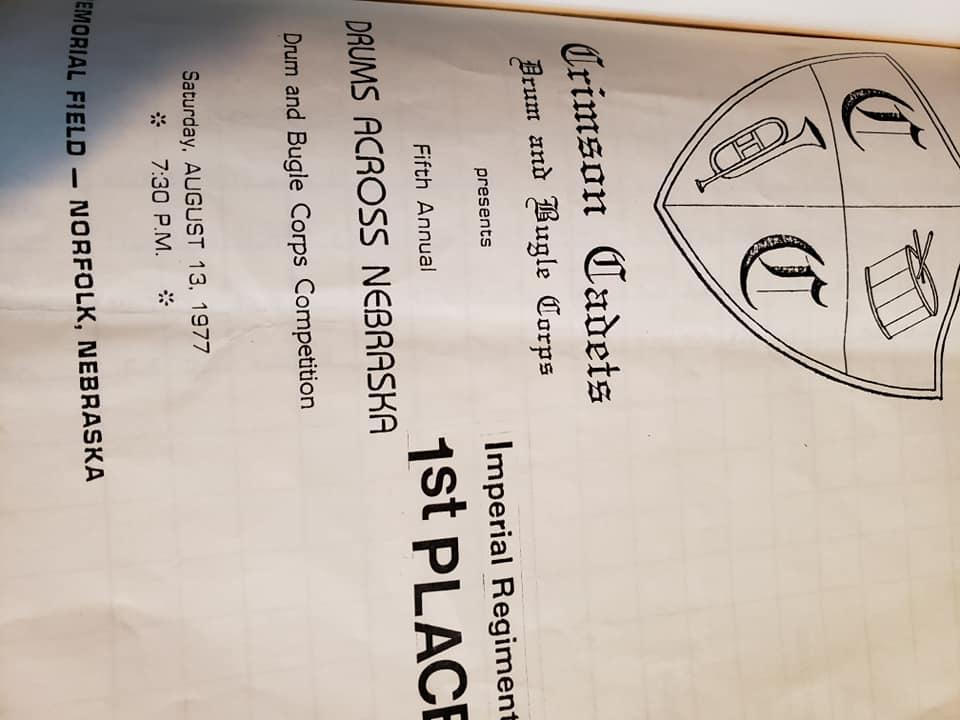 C
C
Crimson Cadets
Drum and Bugle Corps
presents
Fifth Annual
DRUMS ACROSS NEBRASKA
Drum and Bugle Corps Competition
Saturday, AUGUST 13, 1977
* 7:30 P.M. *
EMORIAL FIELD — NORFOLK, NEBRASKA
Imperial Regiment
1st PLACE